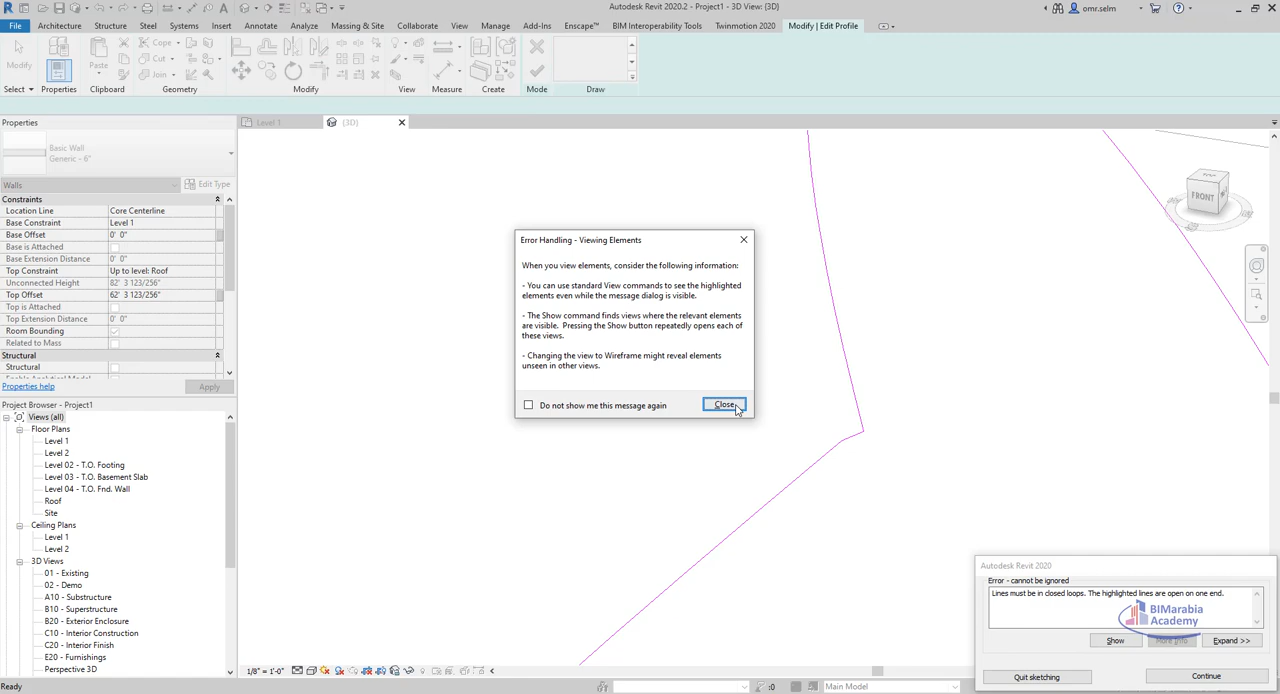 Autodesk Revit 2020.2 - Project1 - 3D View: {3D}
omr.selm
File Architecture Structure Steel Systems Insert Annotate Analyze Massing & Site Collaborate View Manage Add-Ins Enscape™ BIM Interoperability Tools Twinmotion 2020 Modify | Edit Profile
Modify Paste Cope
Cut
Join
Select Properties Clipboard Geometry Modify View Measure Create Mode Draw
Properties
Level 1 {3D}
Basic Wall
Generic - 6"
Walls Edit Type
Constraints
Location Line Core Centerline
Base Constraint Level 1
Base Offset 0' 0"
Base is Attached
Base Extension Distance 0' 0"
Top Constraint Up to level: Roof
Unconnected Height 82' 3 123/256"
Top Offset 62' 3 123/256"
Top is Attached
Top Extension Distance 0' 0"
Room Bounding
Related to Mass
Structural
Structural
Properties help Apply
Project Browser - Project1
Views (all)
Floor Plans
Level 1
Level 2
Level 02 - T.O. Footing
Level 03 - T.O. Basement Slab
Level 04 - T.O. Fnd. Wall
Roof
Site
Ceiling Plans
Level 1
Level 2
3D Views
01 - Existing
02 - Demo
A10 - Substructure
B10 - Superstructure
B20 - Exterior Enclosure
C10 - Interior Construction
C20 - Interior Finish
E20 - Furnishings
Perspective 3D
Ready
TOP
FRONT
Error Handling - Viewing Elements
When you view elements, consider the following information:
- You can use standard View commands to see the highlighted
elements even while the message dialog is visible.
- The Show command finds views where the relevant elements
are visible. Pressing the Show button repeatedly opens each of
these views.
- Changing the view to Wireframe might reveal elements
unseen in other views.
Do not show me this message again Close
Autodesk Revit 2020
Error - cannot be ignored
Lines must be in closed loops. The highlighted lines are open on one end.
BIMarabia
Academy
Show More Info Expand >>
Quit sketching Continue
1/8" = 1'-0"
:0 Main Model